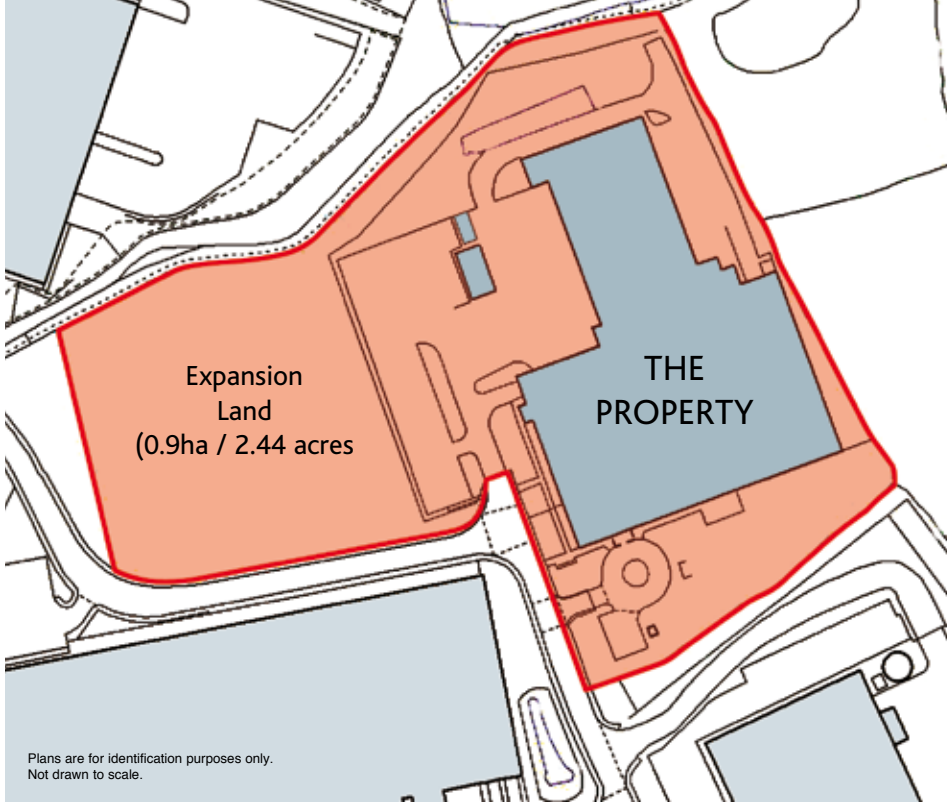 Expansion
Land
(0.9ha / 2.44 acres
THE
PROPERTY
Plans are for identification purposes only.
Not drawn to scale.